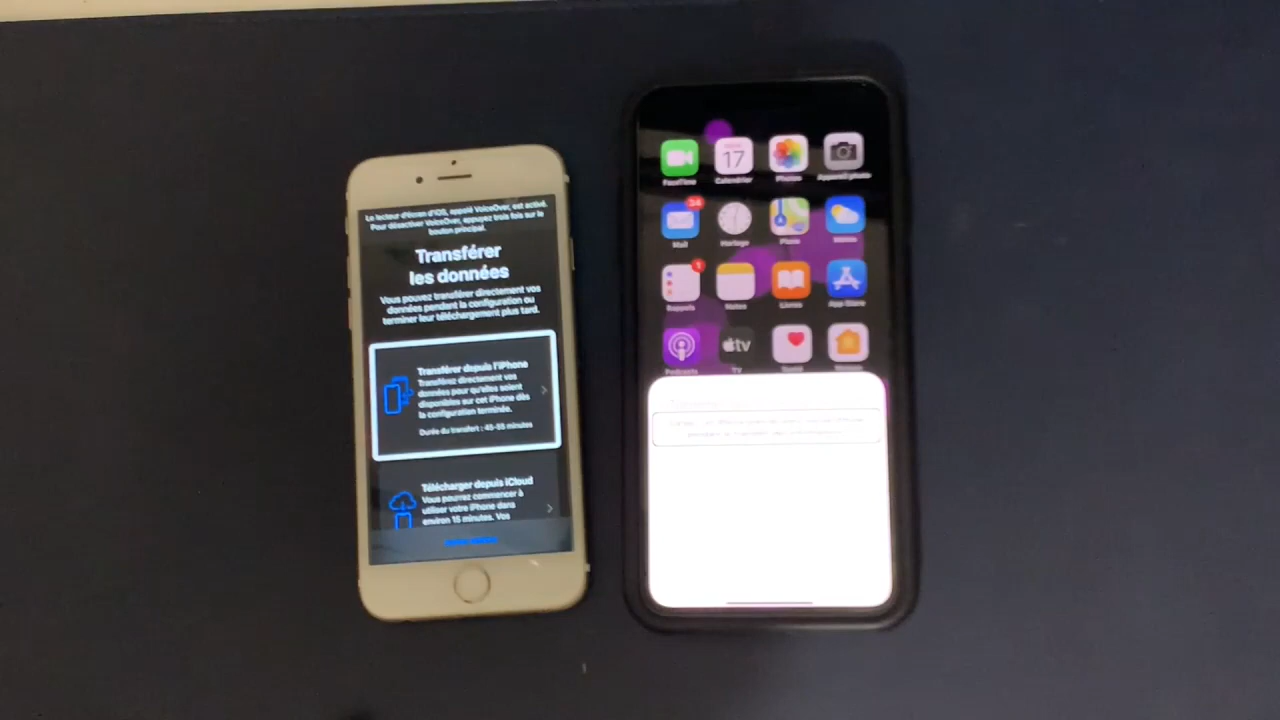 Le lecteur d'écran d'iOS, appelé VoiceOver, est activé.
Pour désactiver VoiceOver, appuyez trois fois sur le
bouton principal.
Transférer
les données
Vous pouvez transférer directement vos
données pendant la configuration ou
terminer leur téléchargement plus tard.
Transférer depuis l'iPhone
Transférez directement vos
données pour qu'elles soient
disponibles sur cet iPhone dès
la configuration terminée.
Durée du transfert : 45-55 minutes
Télécharger depuis iCloud
Vous pourrez commencer à
utiliser votre iPhone dans
environ 15 minutes. Vos
17
FaceTime
Calendrier
Photos
Appareil photo
34
Mail
Horloge
Plans
Météo
1
Rappels
Notes
Livres
App Store
tv
Podcasts
TV